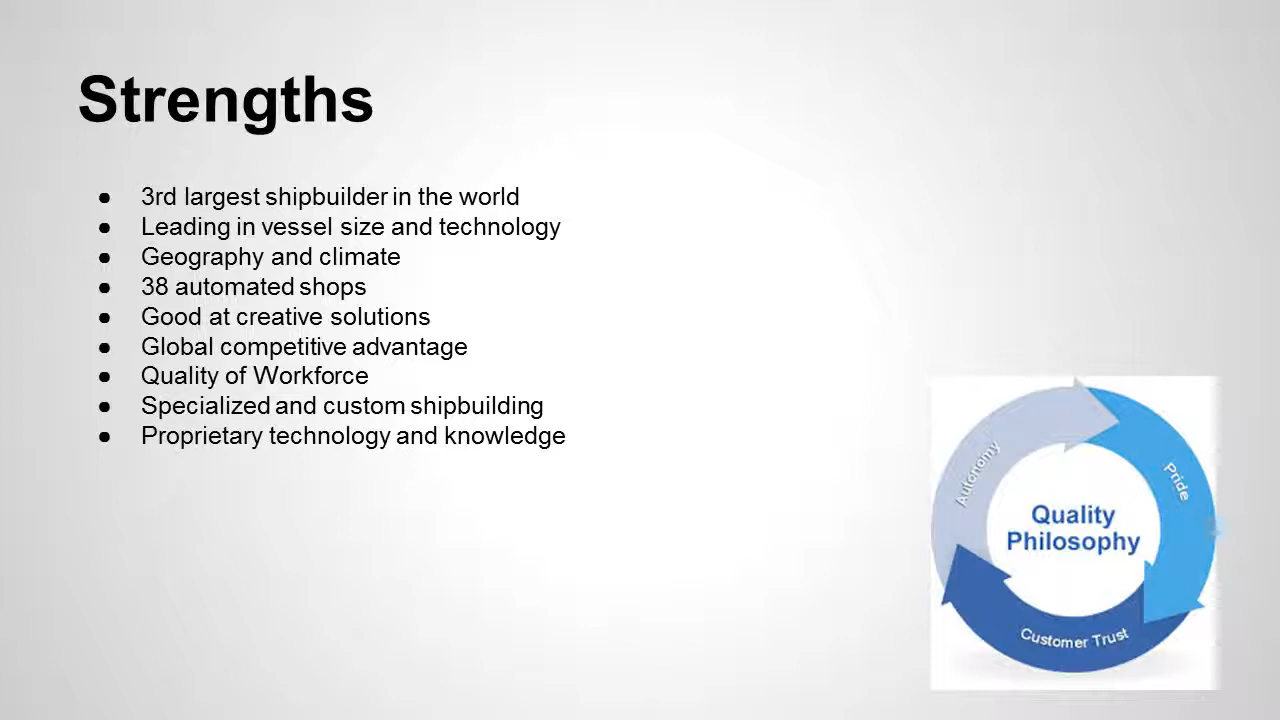 Strengths
● 3rd largest shipbuilder in the world
● Leading in vessel size and technology
● Geography and climate
● 38 automated shops
● Good at creative solutions
● Global competitive advantage
● Quality of Workforce
● Specialized and custom shipbuilding
● Proprietary technology and knowledge
Autonomy
Pride
Quality
Philosophy
Customer Trust